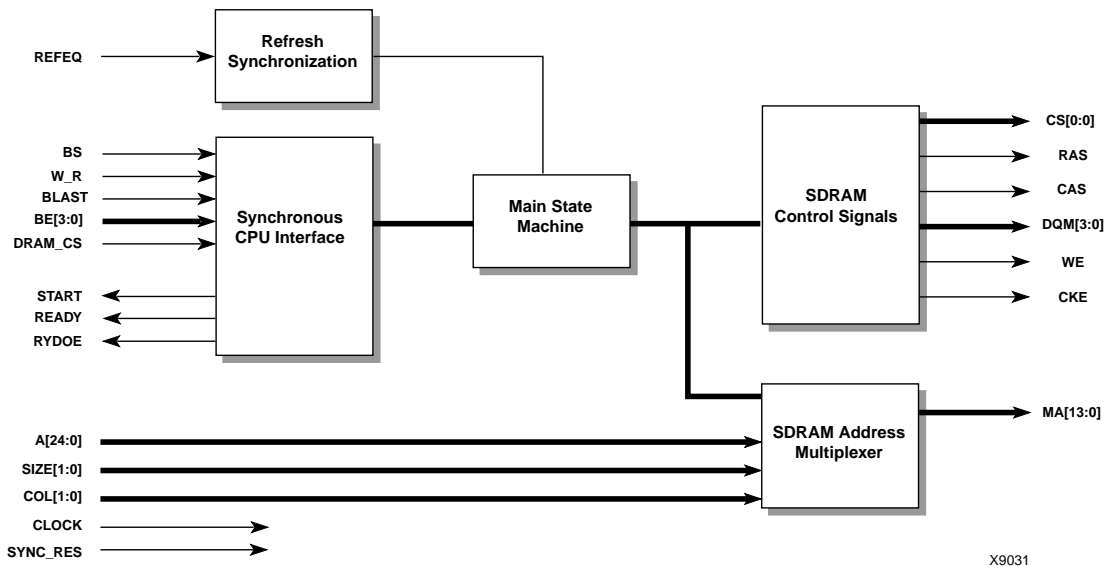 Refresh
Synchronization
REFEQ
BS
W_R
BLAST
BE[3:0]
DRAM_CS
START
READY
RYDOE
Synchronous
CPU Interface
Main State
Machine
SDRAM
Control Signals
CS[0:0]
RAS
CAS
DQM[3:0]
WE
CKE
SDRAM Address
Multiplexer
MA[13:0]
A[24:0]
SIZE[1:0]
COL[1:0]
CLOCK
SYNC_RES
X9031